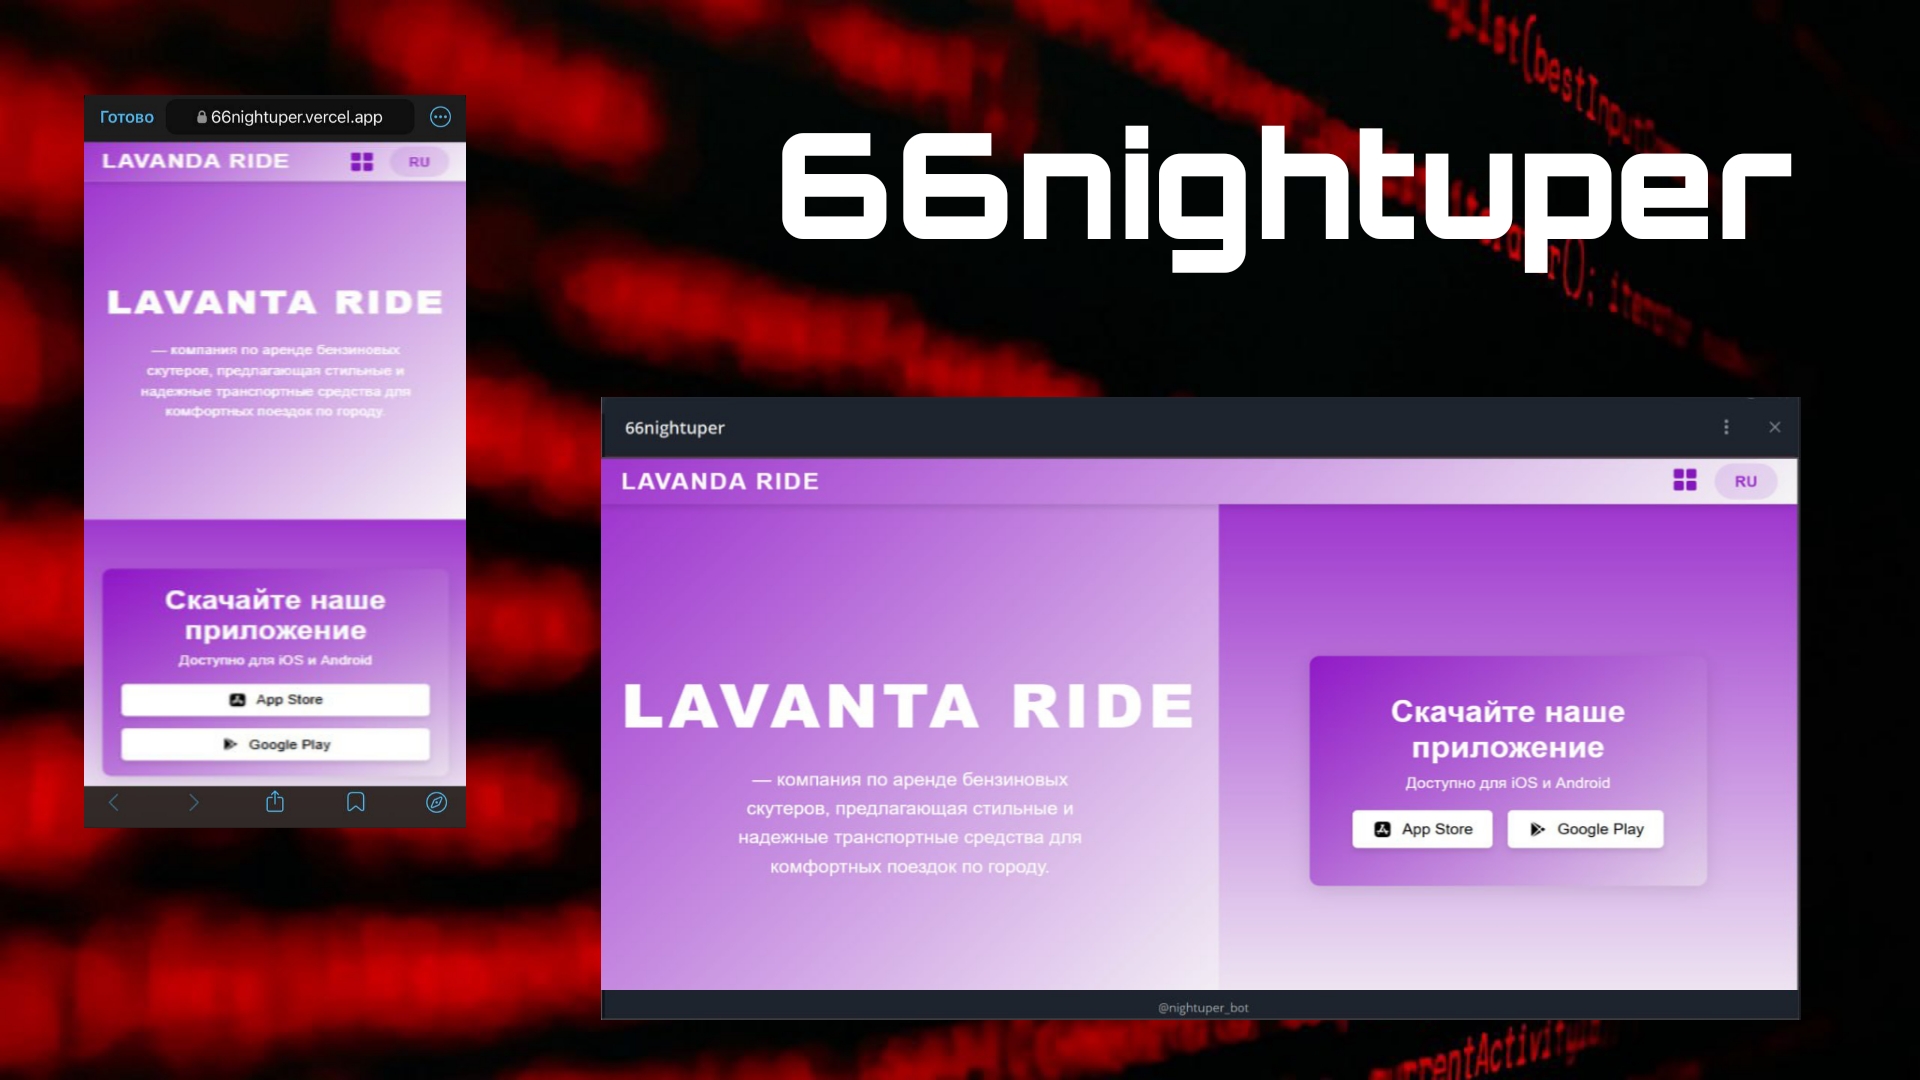 66nightuper
Готово
66nightuper.vercel.app
LAVANDA RIDE
RU
LAVANTA RIDE
— компания по аренде бензиновых
скутеров, предлагающая стильные и
надежные транспортные средства для
комфортных поездок по городу.
Скачайте наше
приложение
Доступно для iOS и Android
App Store
Google Play
66nightuper
LAVANDA RIDE
RU
LAVANTA RIDE
— компания по аренде бензиновых
скутеров, предлагающая стильные и
надежные транспортные средства для
комфортных поездок по городу.
Скачайте наше
приложение
Доступно для iOS и Android
App Store
Google Play
@nightuper_bot